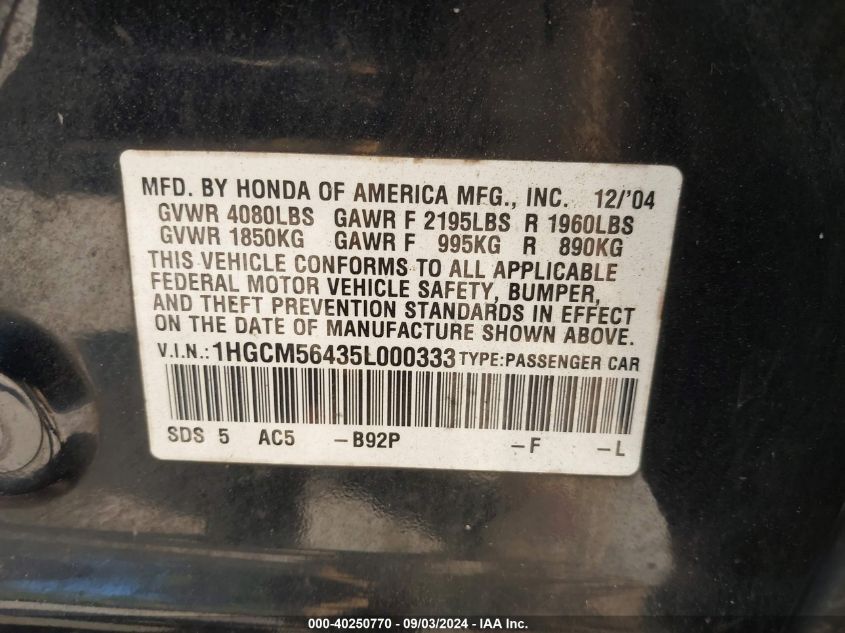 MFD. BY HONDA OF AMERICA MFG., INC. 12/'04
GVWR 4080LBS GAWR F 2195LBS R 1960LBS
GVWR 1850KG GAWR F 995KG R 890KG
THIS VEHICLE CONFORMS TO ALL APPLICABLE
FEDERAL MOTOR VEHICLE SAFETY, BUMPER,
AND THEFT PREVENTION STANDARDS IN EFFECT
ON THE DATE OF MANUFACTURE SHOWN ABOVE.
V.I.N.: 1HGCM56435L000333 TYPE:PASSENGER CAR
SDS 5 AC5 -B92P -F -L
000-40250770 - 09/03/2024 - IAA Inc.